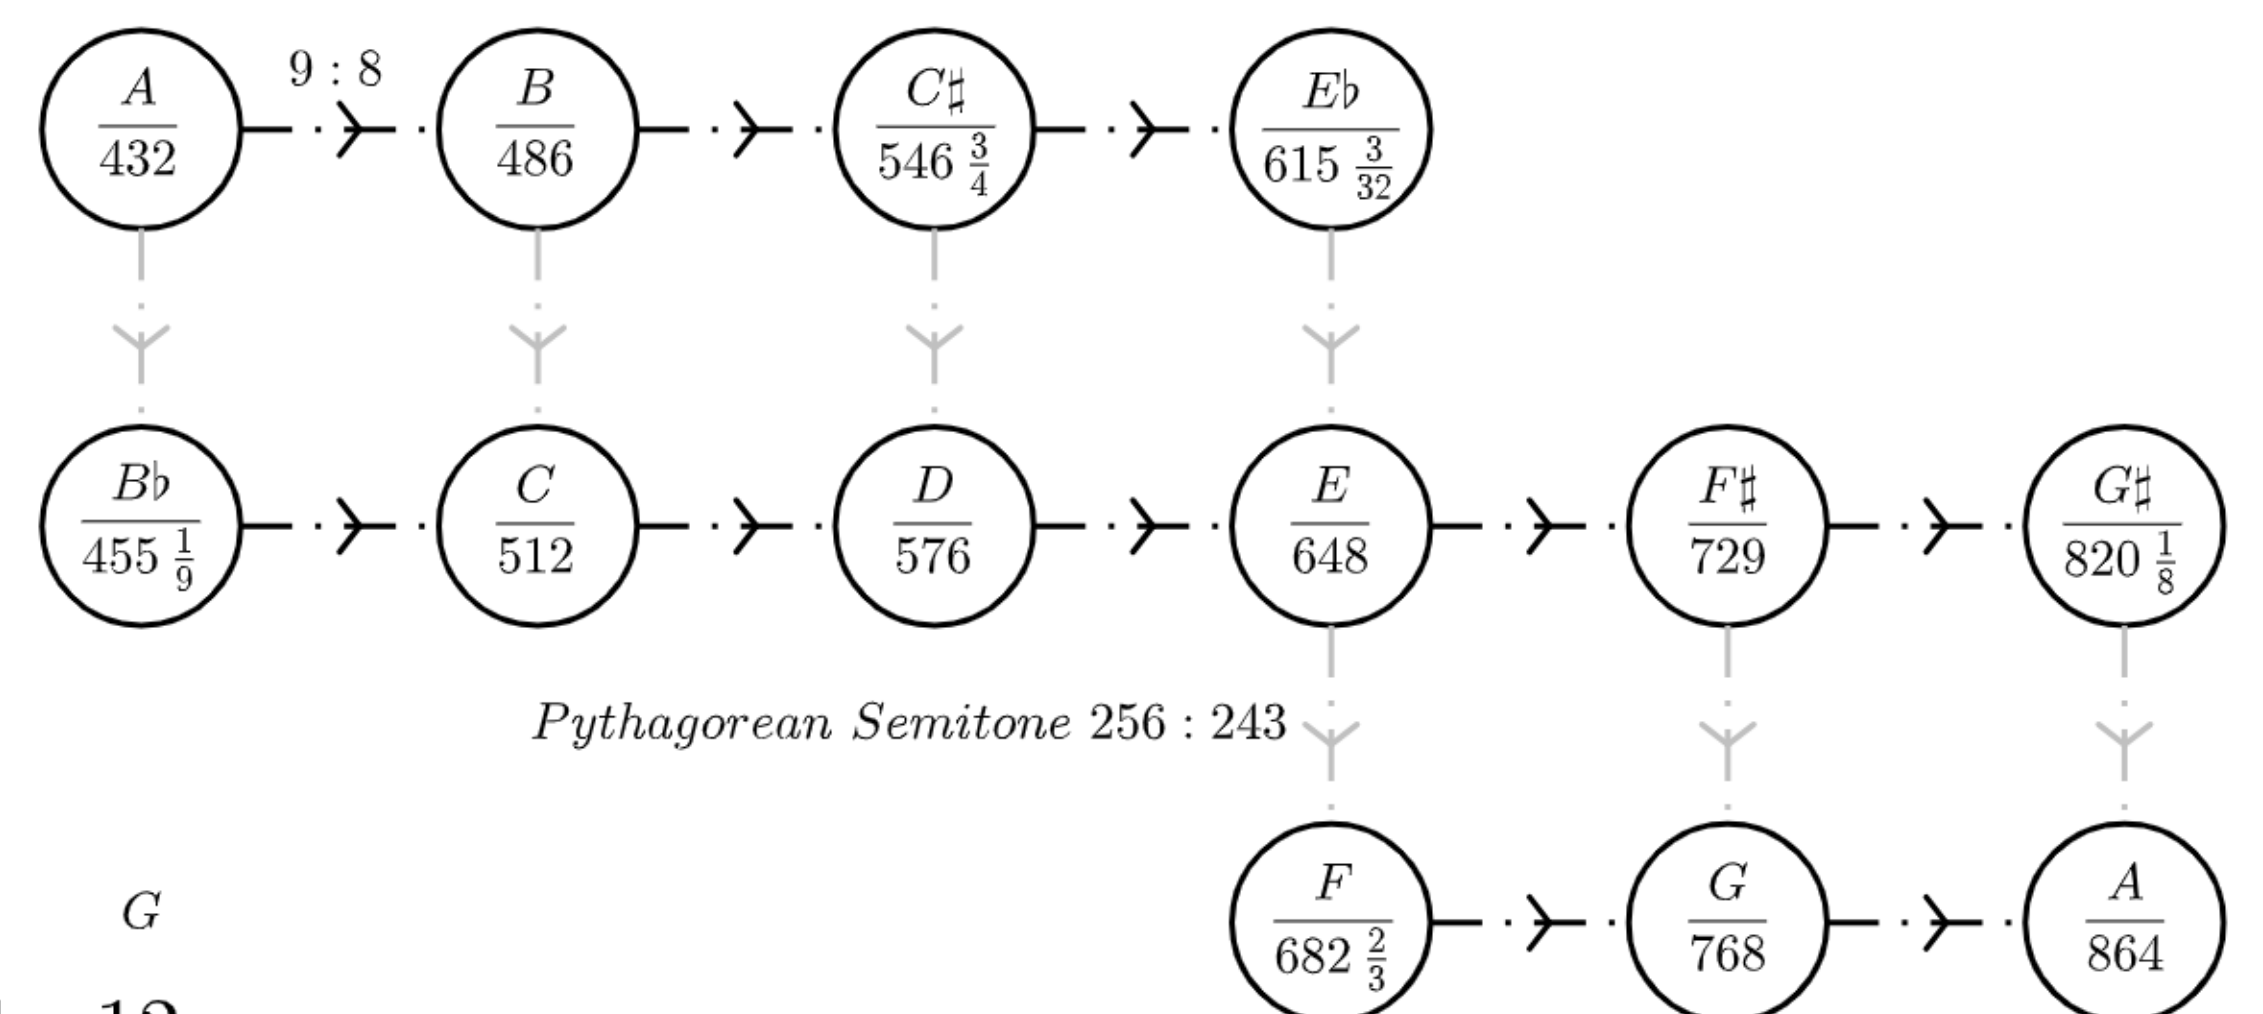 9 : 8
A B C♯ E♭
432 486 546 3/4 615 3/32
B♭ C D E F♯ G♯
455 1/9 512 576 648 729 820 1/8
Pythagorean Semitone 256 : 243
G F G A
682 2/3 768 864